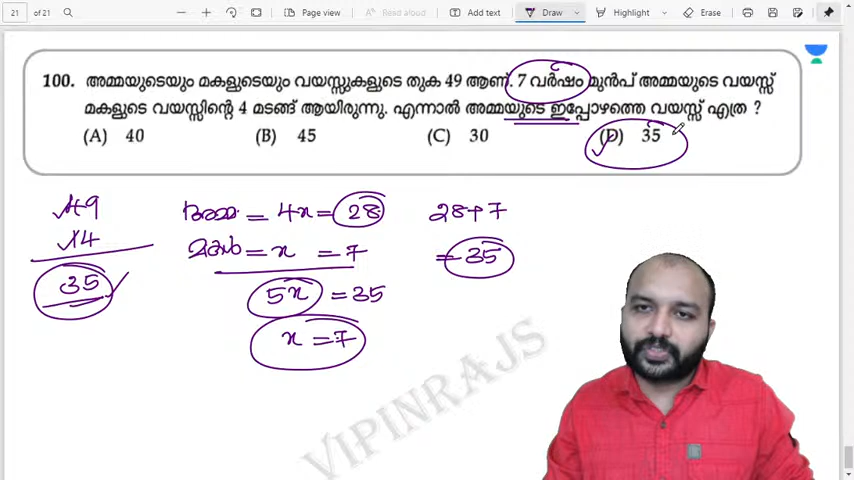 21 of 21
Page view
Read aloud
Add text
Draw
Highlight
Erase
100. അമ്മയുടെയും മകളുടെയും വയസ്സുകളുടെ തുക 49 ആണ്. 7 വർഷം മുൻപ് അമ്മയുടെ വയസ്സ്
മകളുടെ വയസിന്റെ 4 മടങ്ങ് ആയിരുന്നു. എന്നാൽ അമ്മയുടെ ഇപ്പോഴത്തെ വയസ്സ് എത്ര ?
(A) 40 (B) 45 (C) 30 (D) 35
49
14
35
അമ്മ = 4x = 28
മകൾ = x = 7
5x = 35
x = 7
28+7
= 35
VIPINRAJS